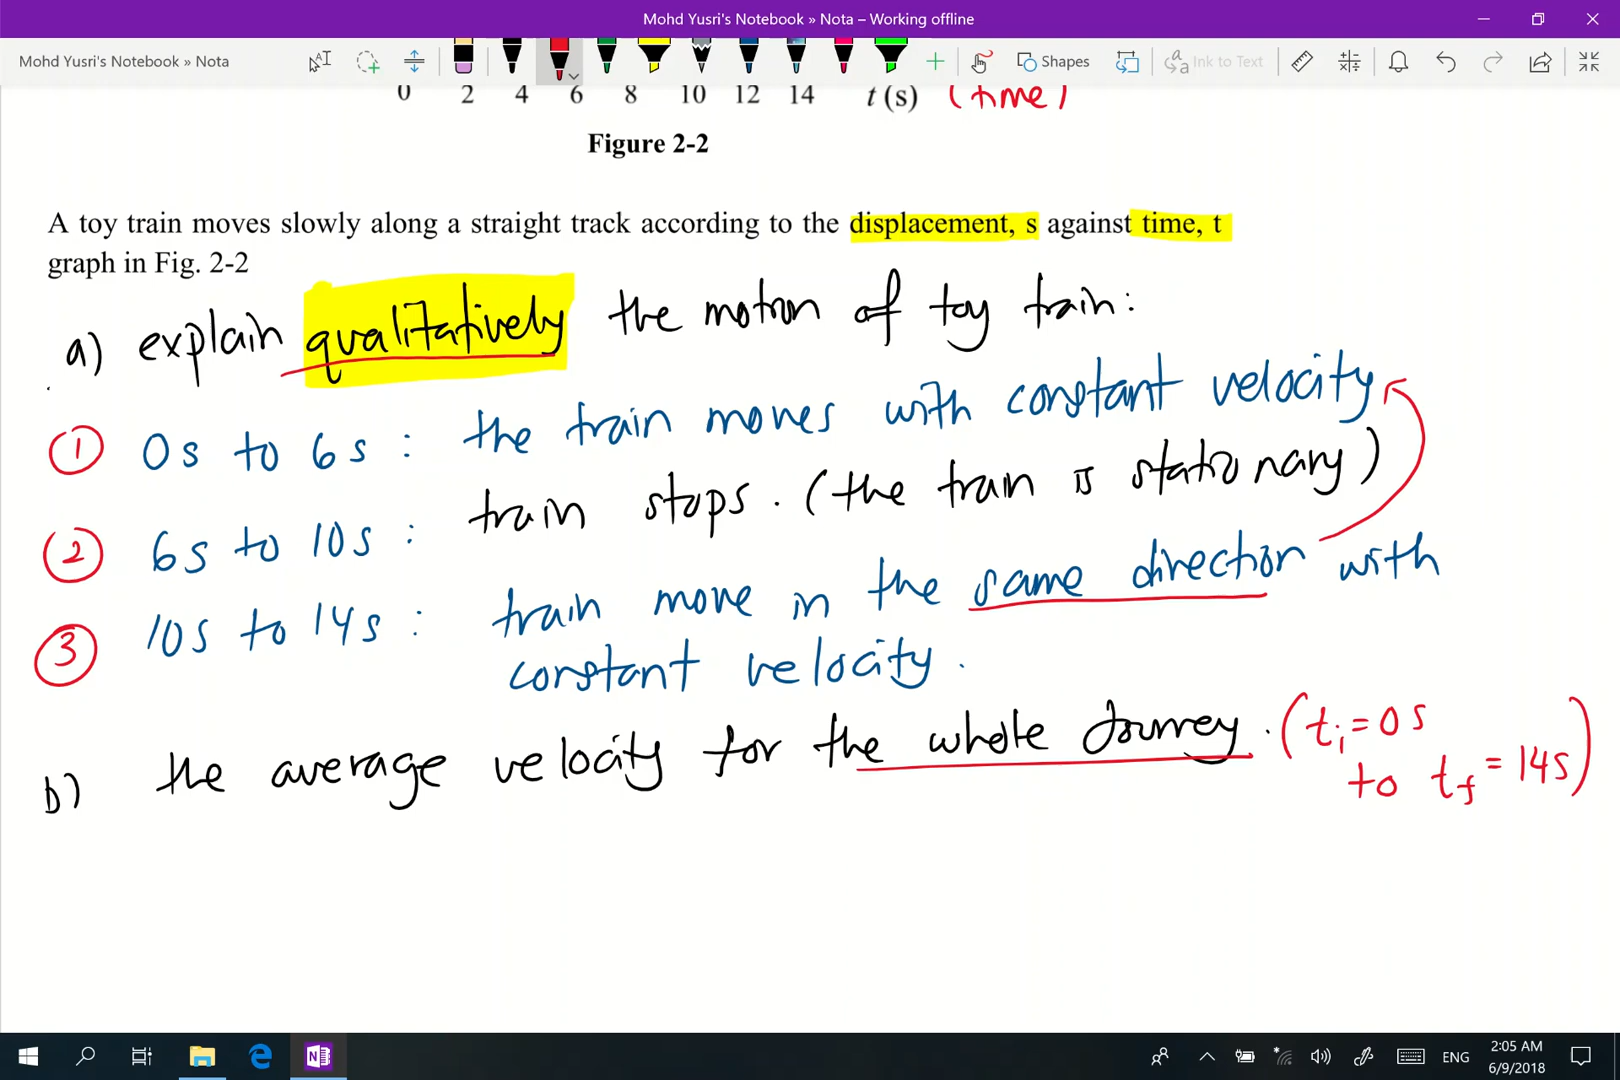 Mohd Yusri's Notebook » Nota – Working offline
Mohd Yusri's Notebook » Nota
Shapes
Ink to Text
0 2 4 6 8 10 12 14 t (s) (time)
Figure 2-2
A toy train moves slowly along a straight track according to the displacement, s against time, t
graph in Fig. 2-2
a) explain qualitatively the motion of toy train:
1 0s to 6s : the train moves with constant velocity
2 6s to 10s : train stops. (the train is stationary)
3 10s to 14s : train move in the same direction with
constant velocity.
b) the average velocity for the whole Journey. (ti = 0s
to tf = 14s)
ENG
2:05 AM
6/9/2018